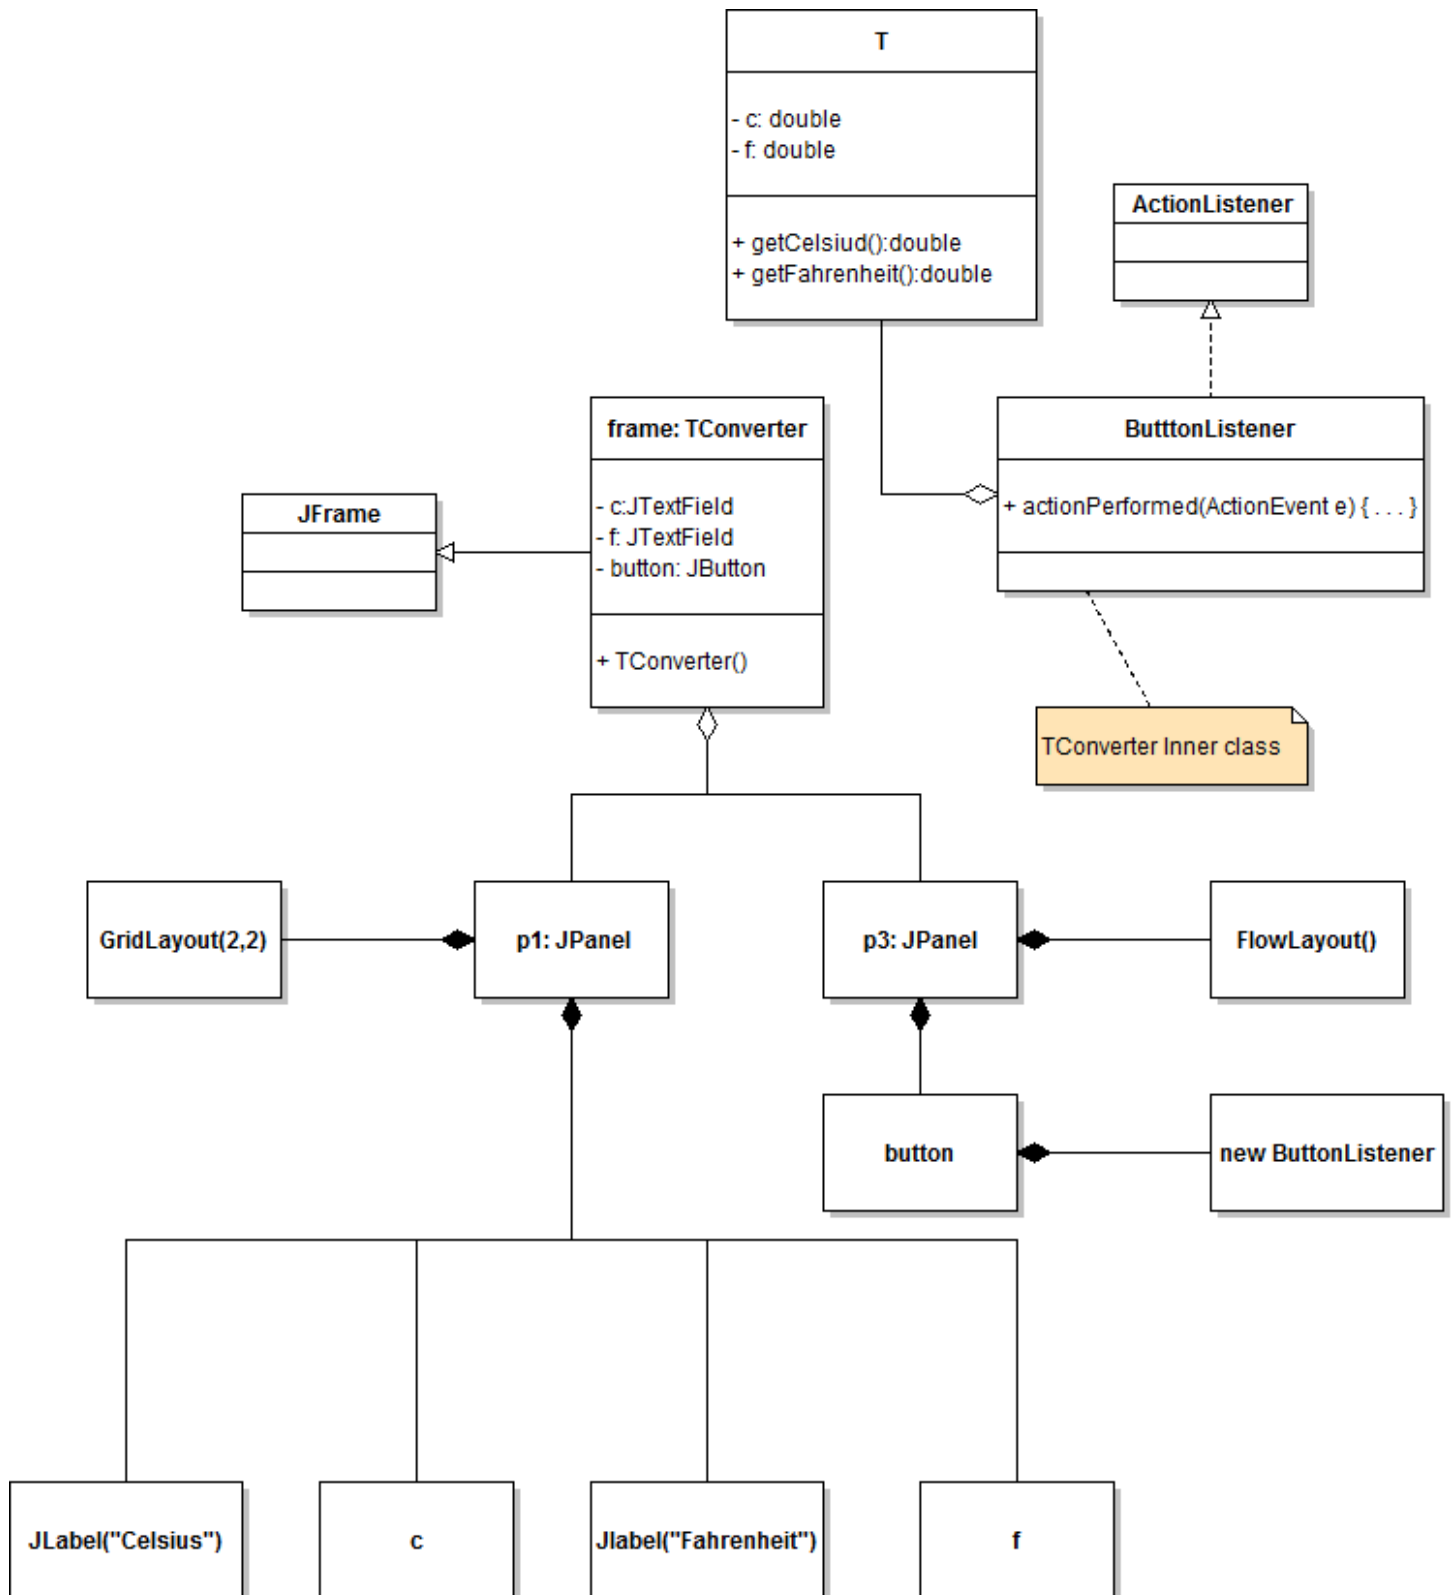 T
- c: double
- f: double
+ getCelsiud():double
+ getFahrenheit():double
ActionListener
frame: TConverter
- c:JTextField
- f: JTextField
- button: JButton
+ TConverter()
ButttonListener
+ actionPerformed(ActionEvent e) { . . . }
JFrame
TConverter Inner class
GridLayout(2,2)
p1: JPanel
p3: JPanel
FlowLayout()
button
new ButtonListener
JLabel("Celsius")
c
Jlabel("Fahrenheit")
f